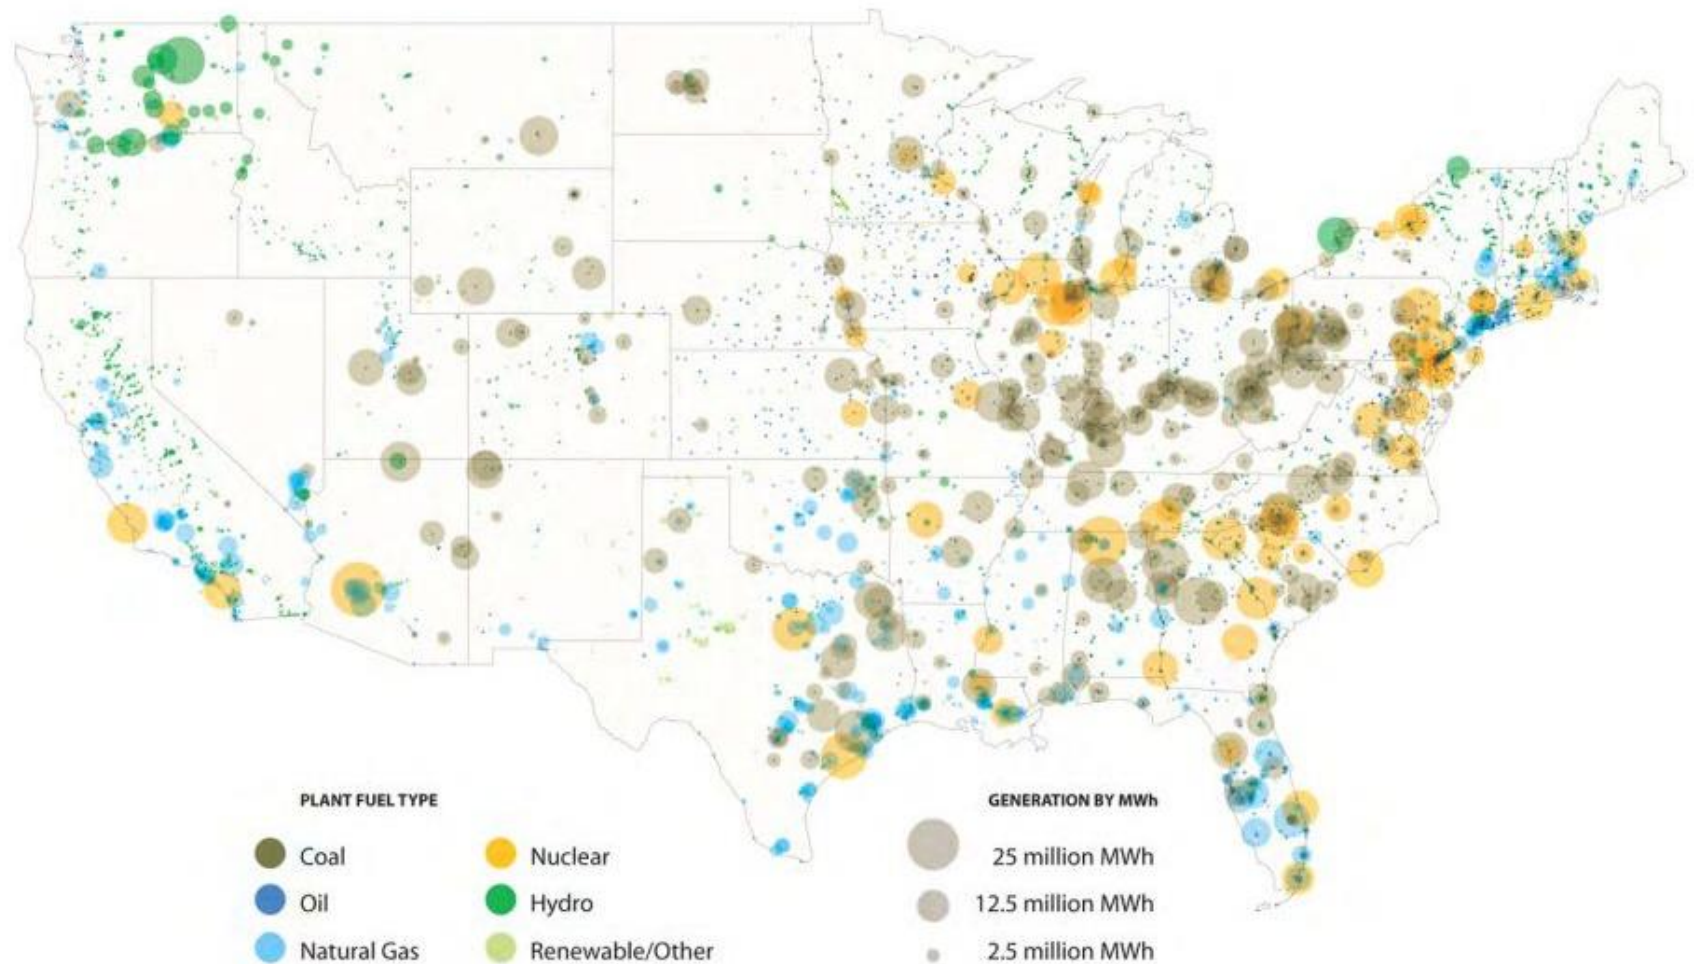 PLANT FUEL TYPE
Coal
Oil
Natural Gas
Nuclear
Hydro
Renewable/Other
GENERATION BY MWh
25 million MWh
12.5 million MWh
2.5 million MWh